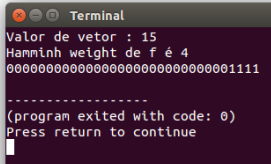 Terminal
Valor de vetor : 15
Hamminh weight de f é 4
00000000000000000000000000001111
------------------
(program exited with code: 0)
Press return to continue